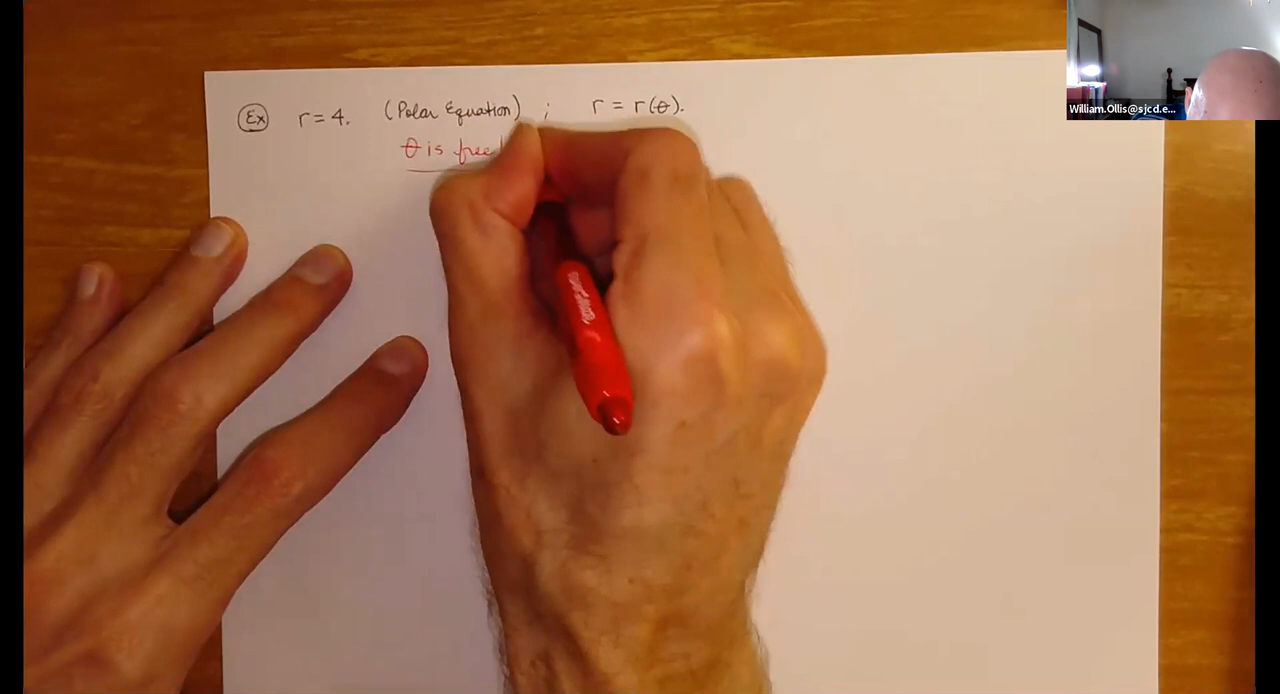 Ex r = 4. (Polar Equation) ; r = r(θ).
θ is free
William.Ollis@sjcd.e...